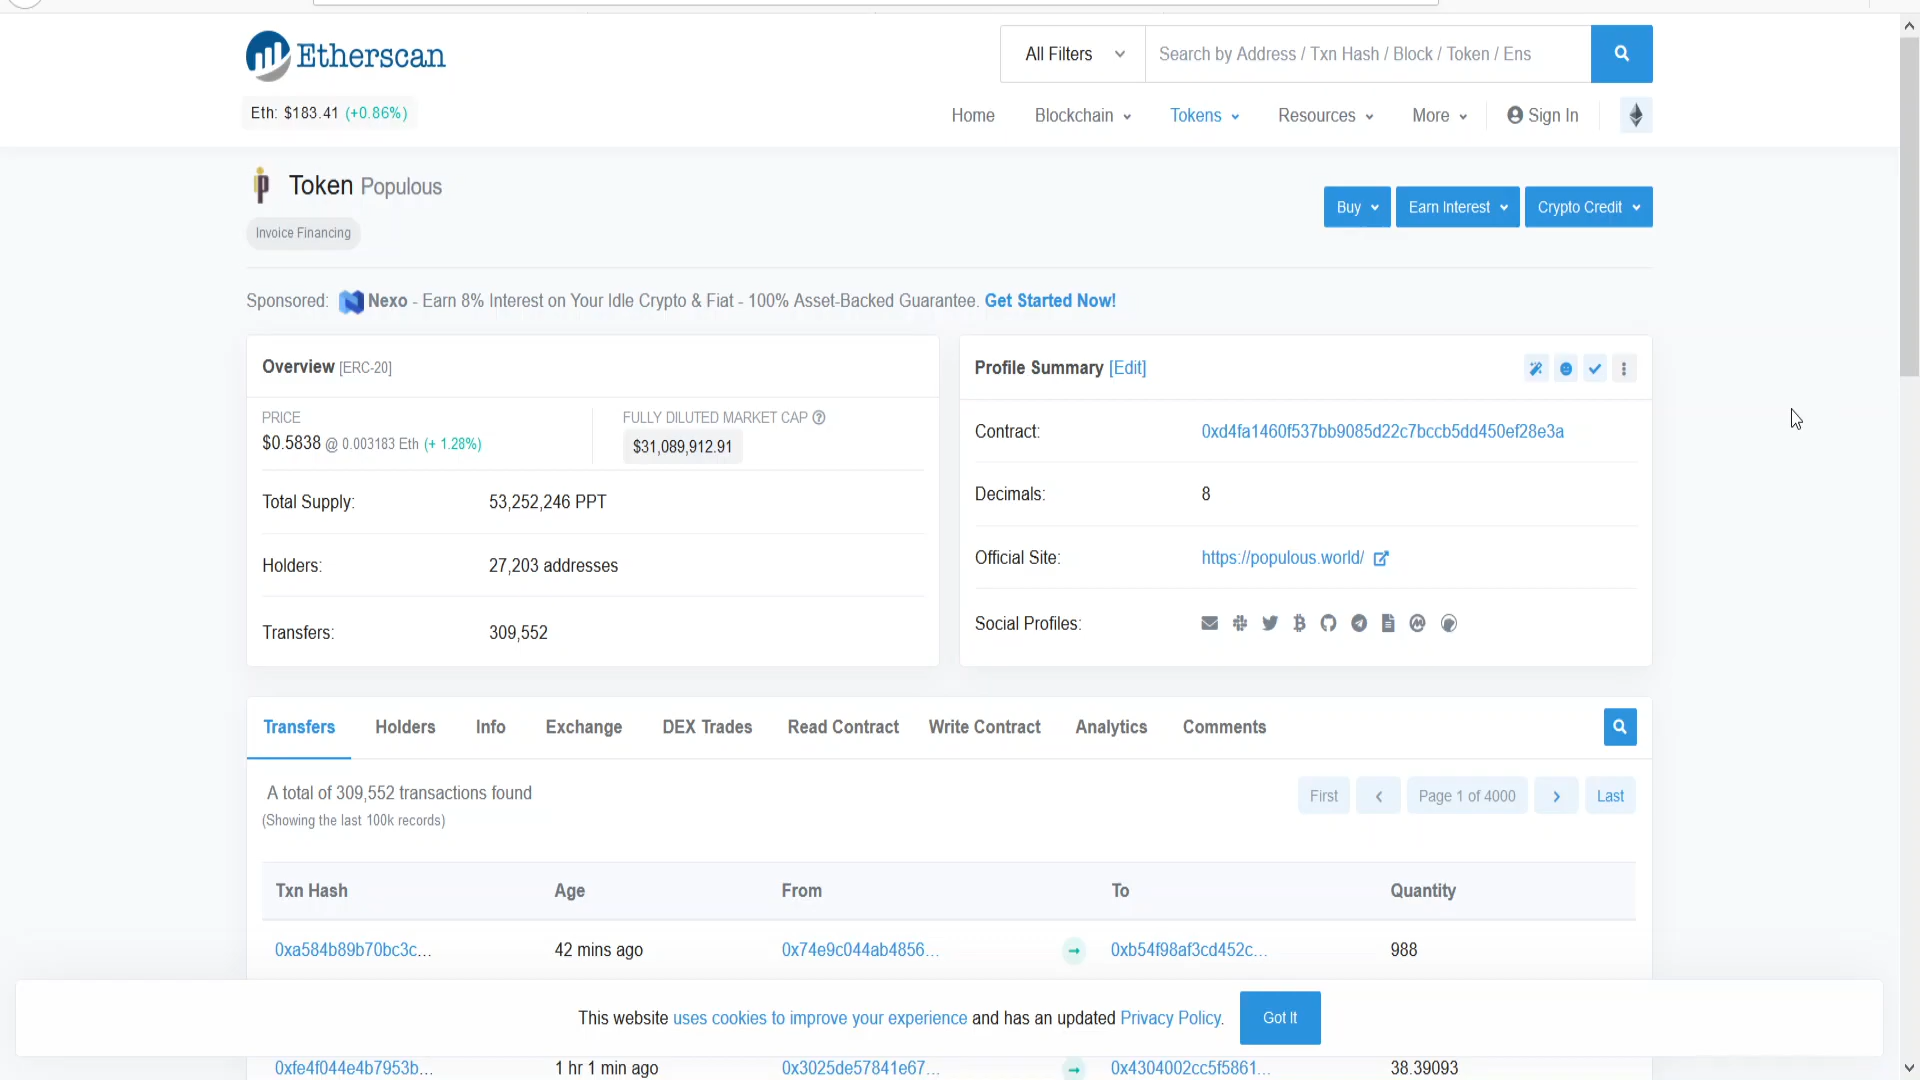 Etherscan
All Filters
Search by Address / Txn Hash / Block / Token / Ens
Eth: $183.41 (+0.86%)
Home Blockchain Tokens Resources More Sign In
Token Populous
Invoice Financing
Buy Earn Interest Crypto Credit
Sponsored: Nexo - Earn 8% Interest on Your Idle Crypto & Fiat - 100% Asset-Backed Guarantee. Get Started Now!
Overview [ERC-20]
PRICE
$0.5838 @ 0.003183 Eth (+ 1.28%)
FULLY DILUTED MARKET CAP
$31,089,912.91
Total Supply: 53,252,246 PPT
Holders: 27,203 addresses
Transfers: 309,552
Profile Summary [Edit]
Contract: 0xd4fa1460f537bb9085d22c7bccb5dd450ef28e3a
Decimals: 8
Official Site: https://populous.world/
Social Profiles:
Transfers Holders Info Exchange DEX Trades Read Contract Write Contract Analytics Comments
A total of 309,552 transactions found
(Showing the last 100k records)
First Page 1 of 4000 Last
Txn Hash Age From To Quantity
0xa584b89b70bc3c... 42 mins ago 0x74e9c044ab4856... 0xb54f98af3cd452c... 988
This website uses cookies to improve your experience and has an updated Privacy Policy. Got It
0xfe4f044e4b7953b... 1 hr 1 min ago 0x3025de57841e67... 0x4304002cc5f5861... 38.39093